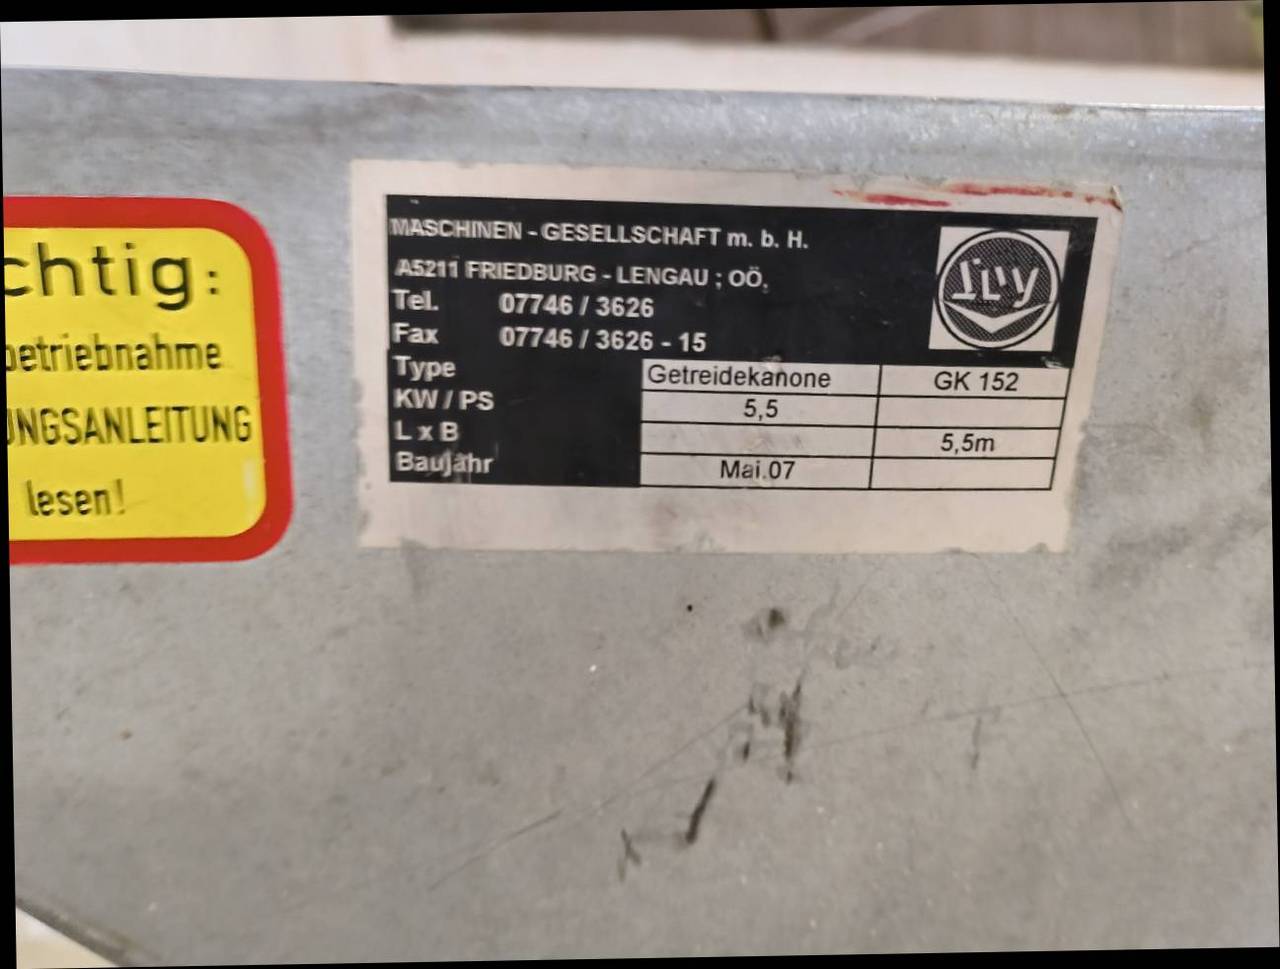 chtig:
betriebnahme
UNGSANLEITUNG
lesen!
MASCHINEN - GESELLSCHAFT m. b. H.
A5211 FRIEDBURG - LENGAU ; OÖ,
Tel. 07746 / 3626
Fax 07746 / 3626 - 15
Type Getreidekanone GK 152
KW / PS 5,5
L x B 5,5m
Baujahr Mai.07